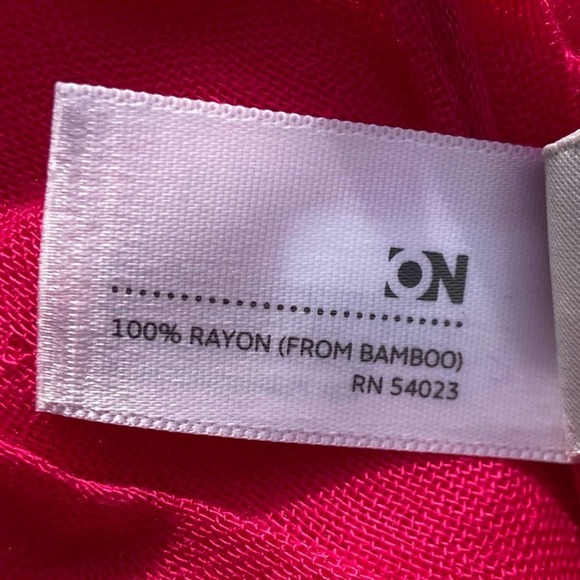 ON
100% RAYON (FROM BAMBOO)
RN 54023